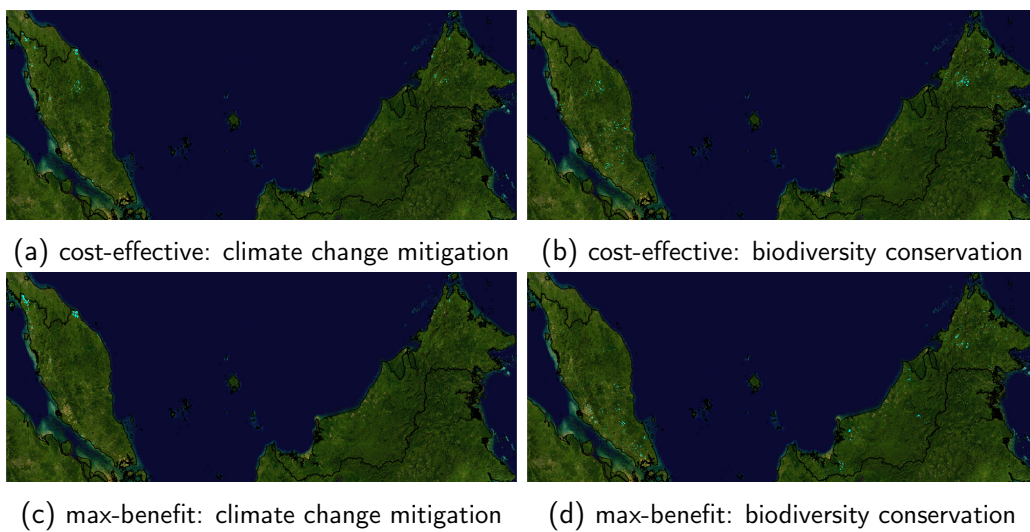 (a) cost-effective: climate change mitigation
(b) cost-effective: biodiversity conservation
(c) max-benefit: climate change mitigation
(d) max-benefit: biodiversity conservation